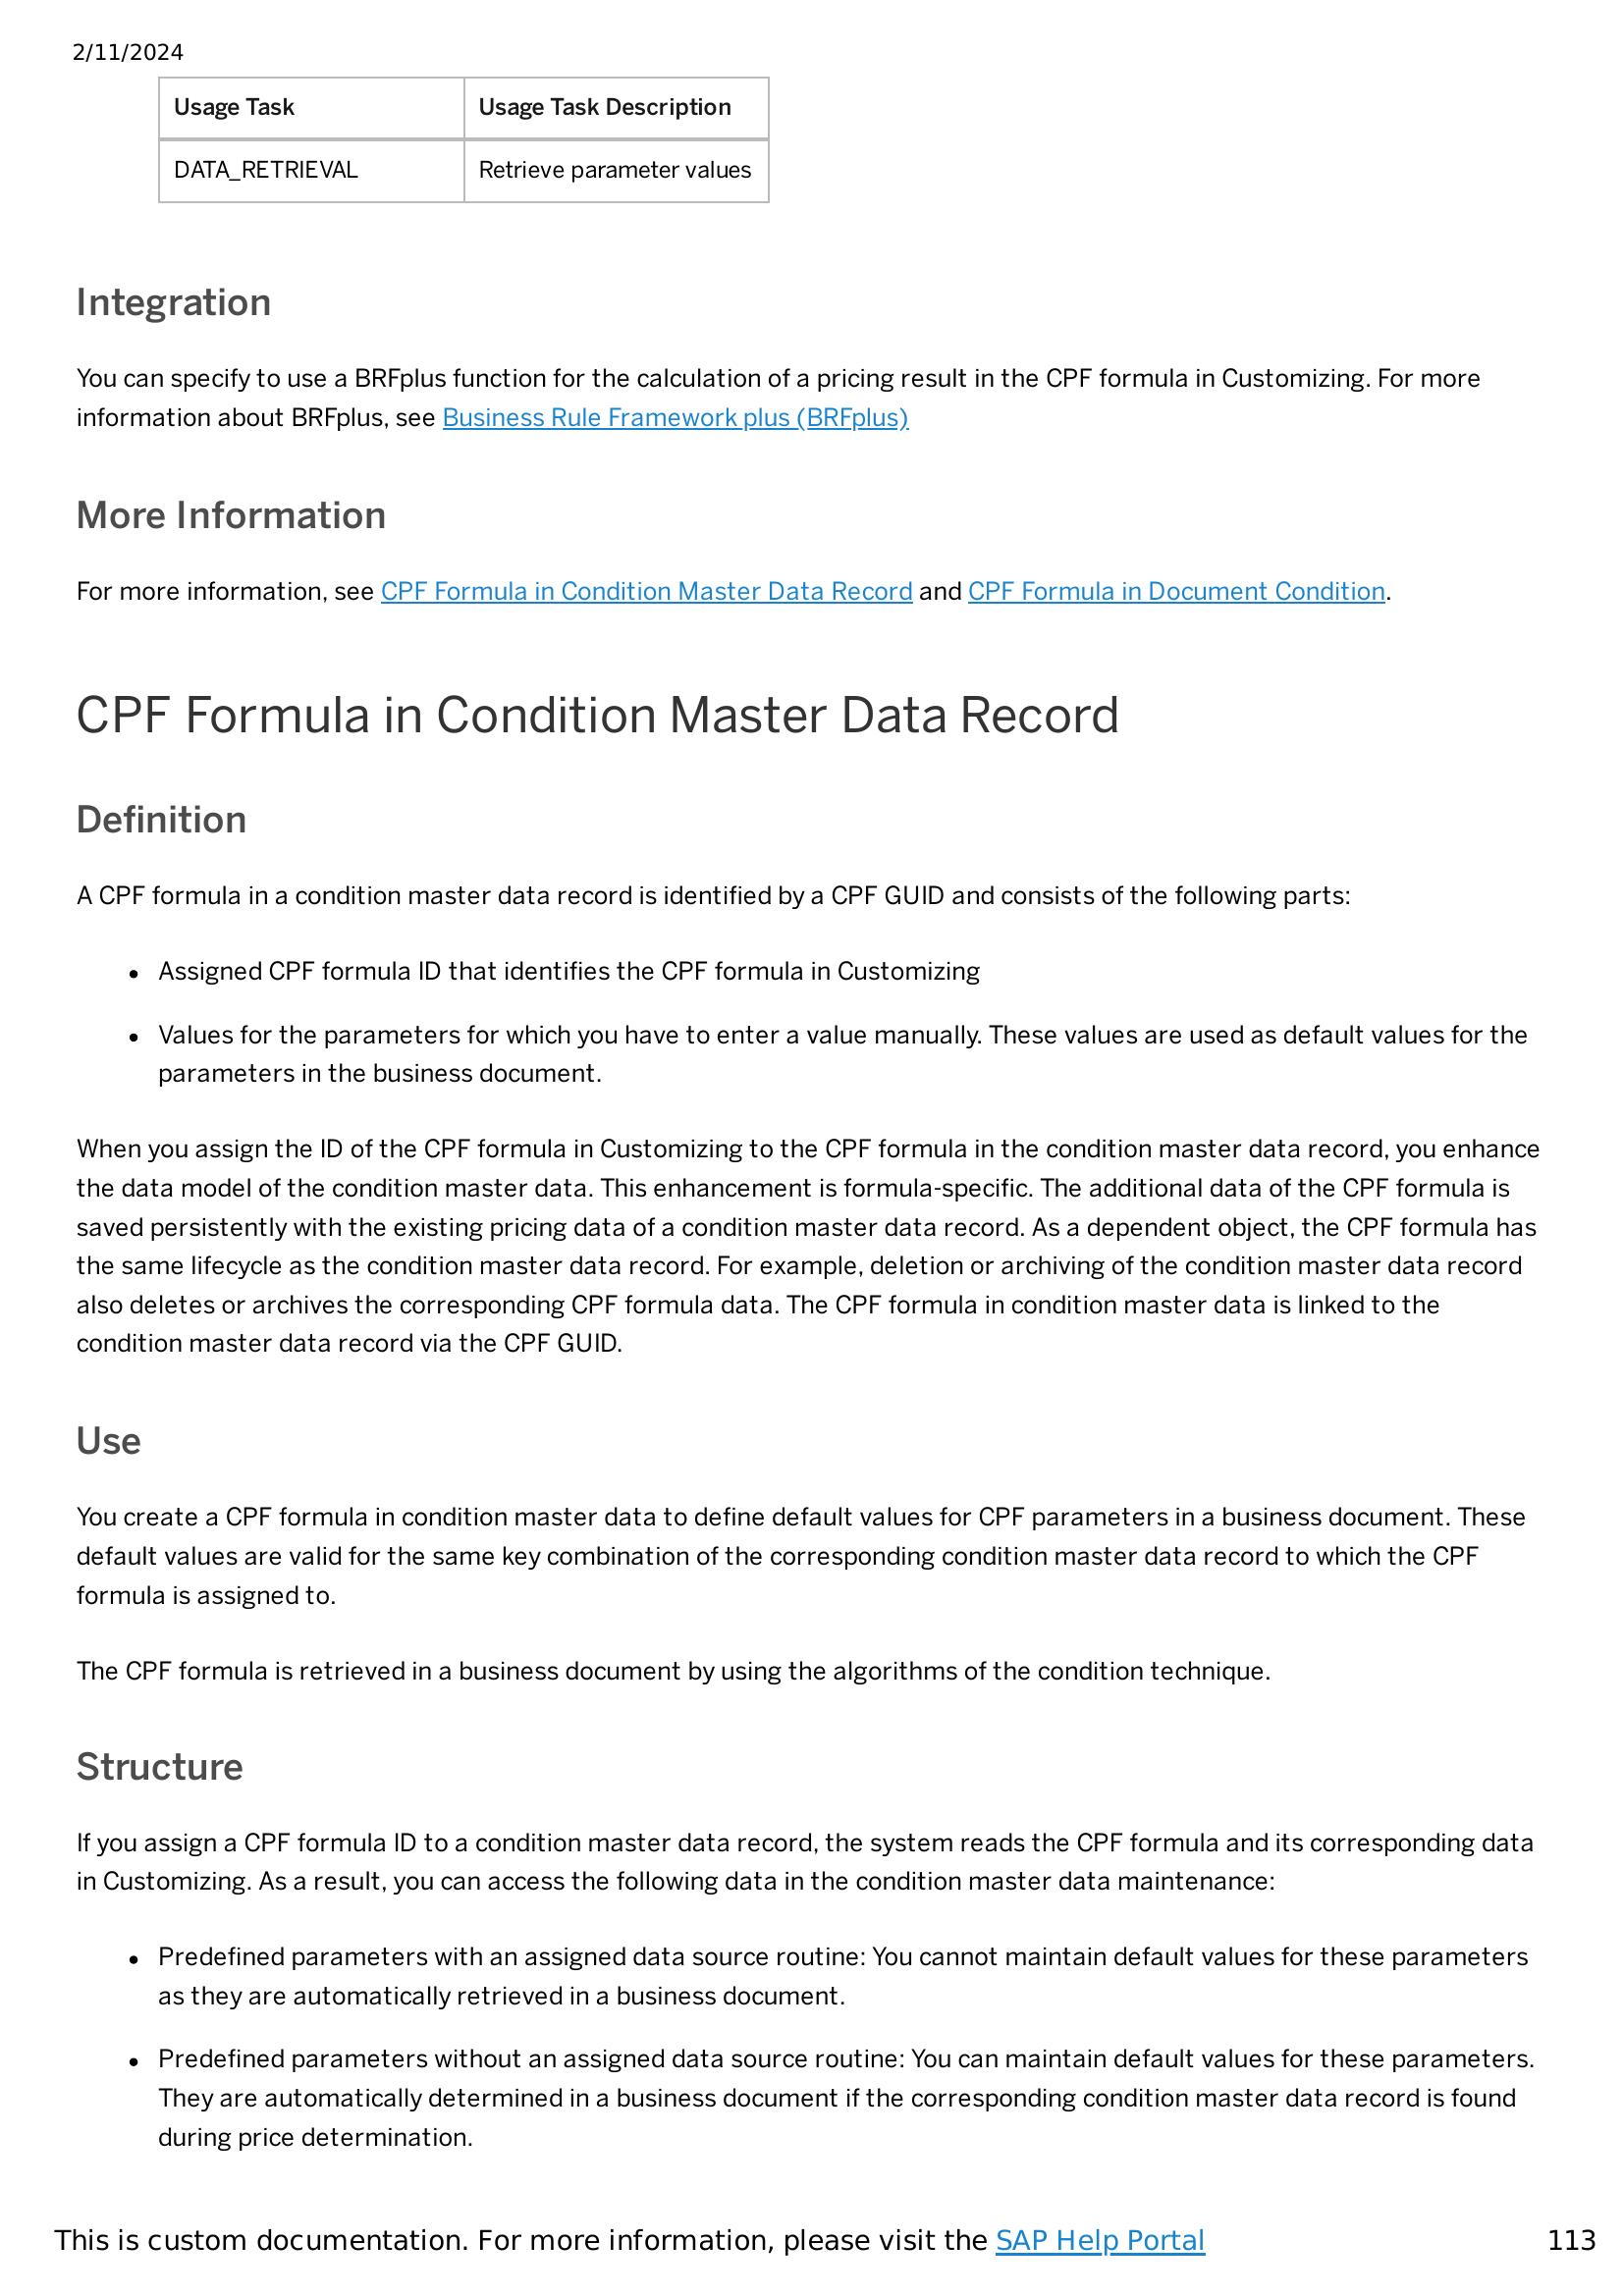 2/11/2024
Usage Task Usage Task Description
DATA_RETRIEVAL Retrieve parameter values
Integration
You can specify to use a BRFplus function for the calculation of a pricing result in the CPF formula in Customizing. For more
information about BRFplus, see Business Rule Framework plus (BRFplus)
More Information
For more information, see CPF Formula in Condition Master Data Record and CPF Formula in Document Condition.
CPF Formula in Condition Master Data Record
Definition
A CPF formula in a condition master data record is identified by a CPF GUID and consists of the following parts:
• Assigned CPF formula ID that identifies the CPF formula in Customizing
• Values for the parameters for which you have to enter a value manually. These values are used as default values for the
parameters in the business document.
When you assign the ID of the CPF formula in Customizing to the CPF formula in the condition master data record, you enhance
the data model of the condition master data. This enhancement is formula-specific. The additional data of the CPF formula is
saved persistently with the existing pricing data of a condition master data record. As a dependent object, the CPF formula has
the same lifecycle as the condition master data record. For example, deletion or archiving of the condition master data record
also deletes or archives the corresponding CPF formula data. The CPF formula in condition master data is linked to the
condition master data record via the CPF GUID.
Use
You create a CPF formula in condition master data to define default values for CPF parameters in a business document. These
default values are valid for the same key combination of the corresponding condition master data record to which the CPF
formula is assigned to.
The CPF formula is retrieved in a business document by using the algorithms of the condition technique.
Structure
If you assign a CPF formula ID to a condition master data record, the system reads the CPF formula and its corresponding data
in Customizing. As a result, you can access the following data in the condition master data maintenance:
• Predefined parameters with an assigned data source routine: You cannot maintain default values for these parameters
as they are automatically retrieved in a business document.
• Predefined parameters without an assigned data source routine: You can maintain default values for these parameters.
They are automatically determined in a business document if the corresponding condition master data record is found
during price determination.
This is custom documentation. For more information, please visit the SAP Help Portal 113